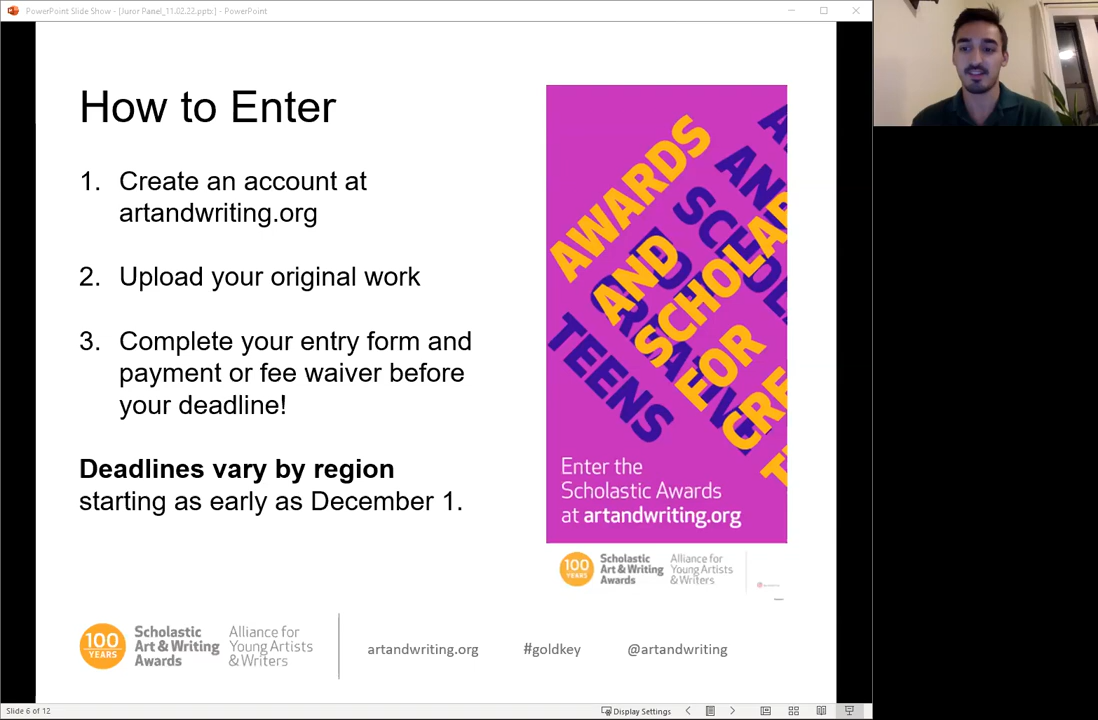 PowerPoint Slide Show - [Juror Panel_11.02.22.pptx] - PowerPoint
How to Enter
1. Create an account at
artandwriting.org
2. Upload your original work
3. Complete your entry form and
payment or fee waiver before
your deadline!
Deadlines vary by region
starting as early as December 1.
AWARDS
AND
SCHOLAR
FOR
CRE
TEENS
Enter the
Scholastic Awards
at artandwriting.org
100
YEARS
Scholastic
Art & Writing
Awards
Alliance for
Young Artists
& Writers
100
YEARS
Scholastic
Art & Writing
Awards
Alliance for
Young Artists
& Writers
artandwriting.org
#goldkey
@artandwriting
Slide 6 of 12
Display Settings